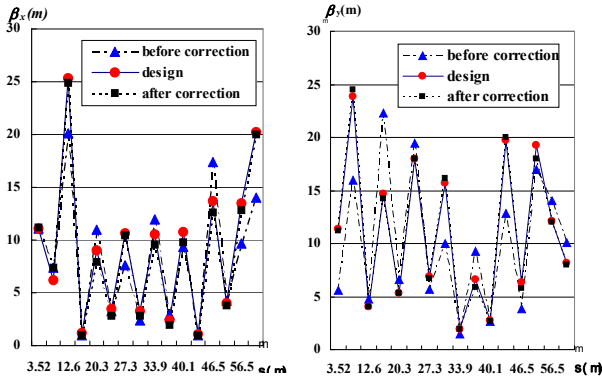 βx(m)
30
25
20
15
10
5
0
before correction
design
after correction
3.52 12.6 20.3 27.3 33.9 40.1 46.5 56.5
m
s(m)
βy(m)
m
30
25
20
15
10
5
0
before correction
design
after correction
3.52 12.6 20.3 27.3 33.9 40.1 46.5 56.5
m
s(m)